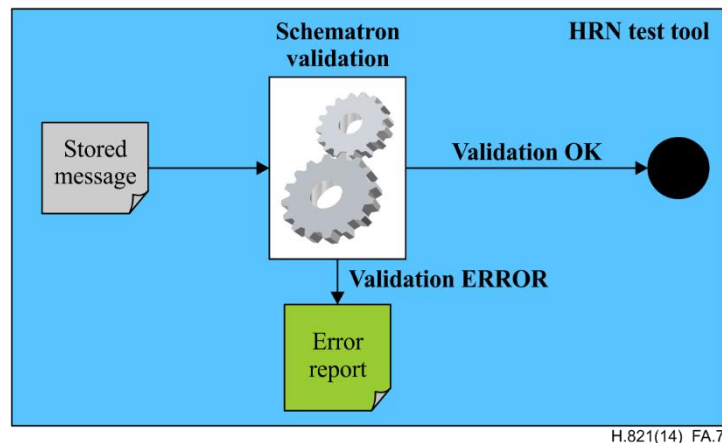 Schematron
validation
HRN test tool
Stored
message
Validation OK
Validation ERROR
Error
report
H.821(14)_FA.7